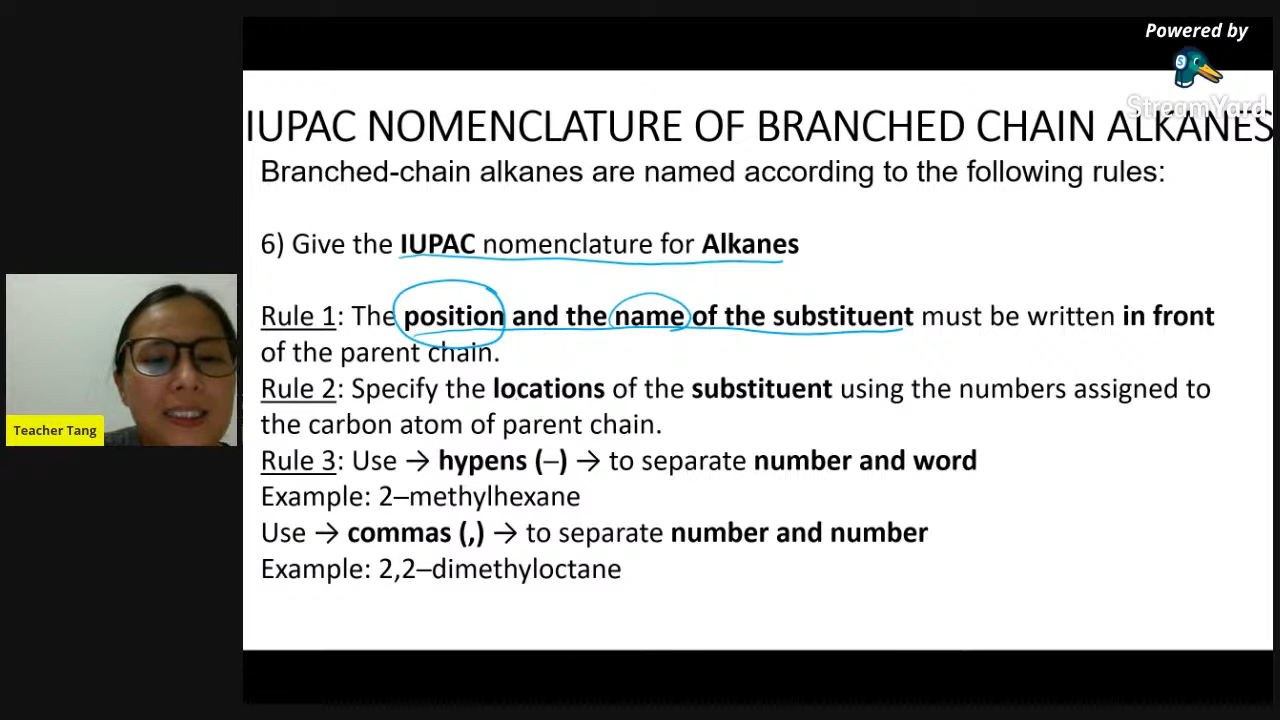 Powered by
StreamYard
IUPAC NOMENCLATURE OF BRANCHED CHAIN ALKANES
Branched-chain alkanes are named according to the following rules:
6) Give the IUPAC nomenclature for Alkanes
Rule 1: The position and the name of the substituent must be written in front
of the parent chain.
Rule 2: Specify the locations of the substituent using the numbers assigned to
the carbon atom of parent chain.
Rule 3: Use → hypens (–) → to separate number and word
Example: 2–methylhexane
Use → commas (,) → to separate number and number
Example: 2,2–dimethyloctane
Teacher Tang